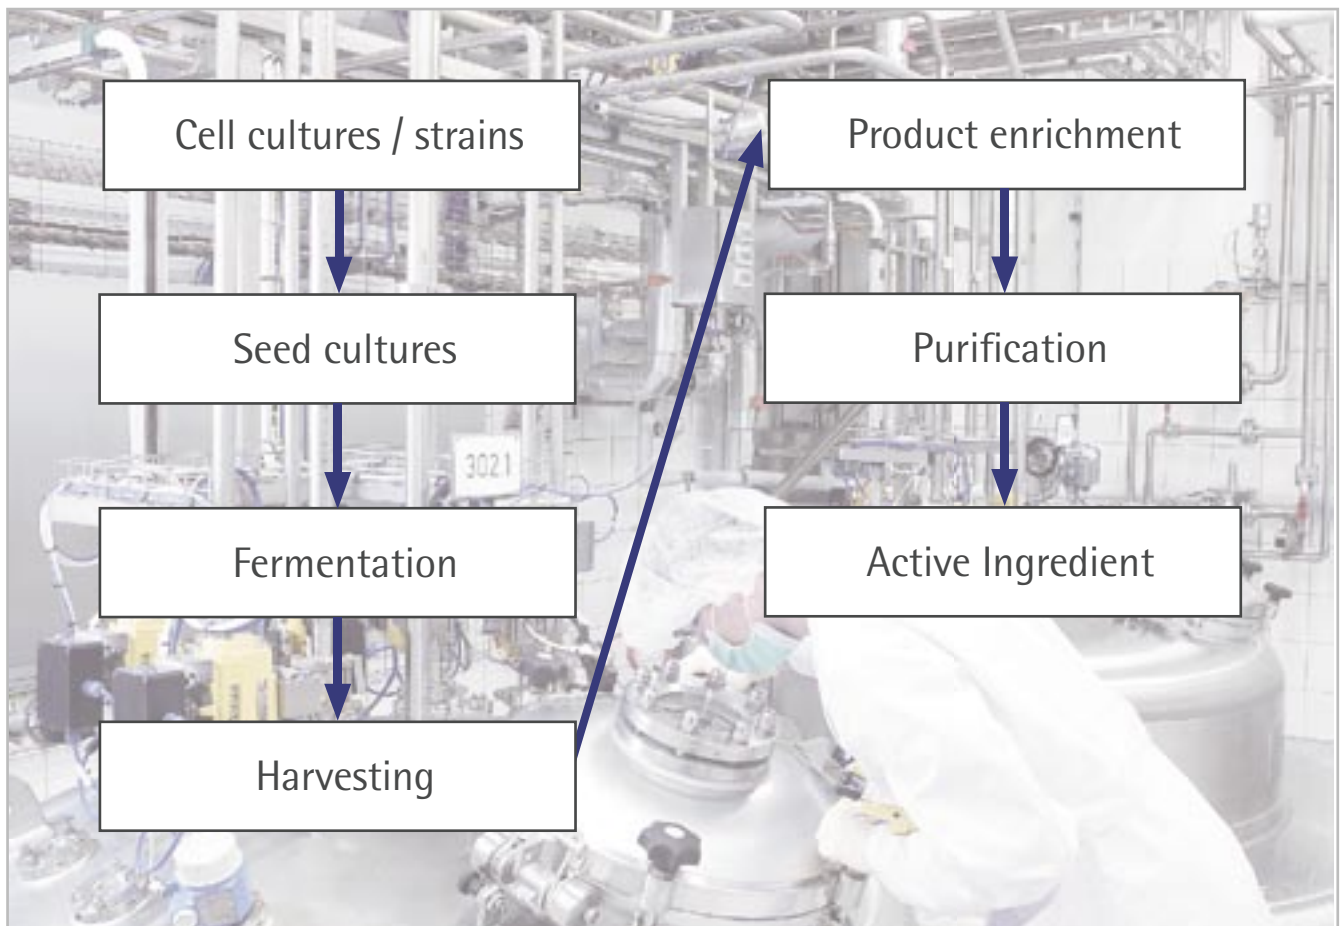 Cell cultures / strains
Seed cultures
Fermentation
Harvesting
Product enrichment
Purification
Active Ingredient
3021